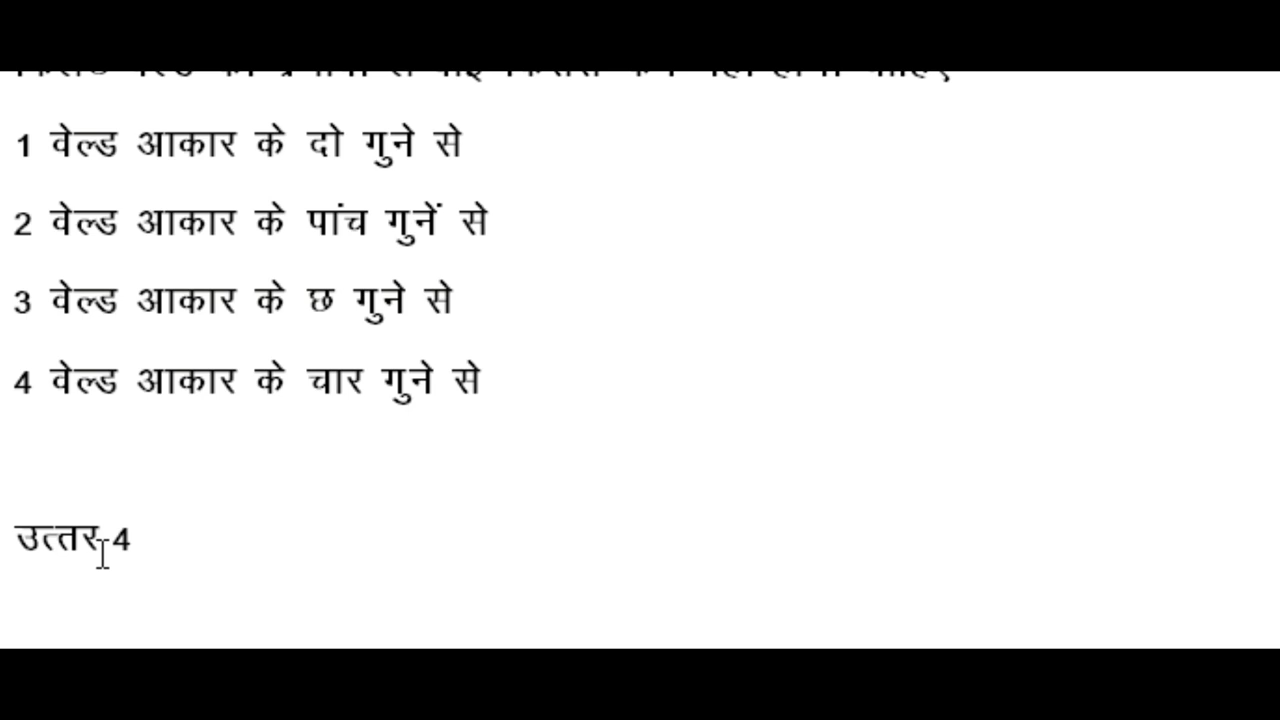 1 वेल्ड आकार के दो गुने से
2 वेल्ड आकार के पांच गुनें से
3 वेल्ड आकार के छ गुने से
4 वेल्ड आकार के चार गुने से
उत्तर-4